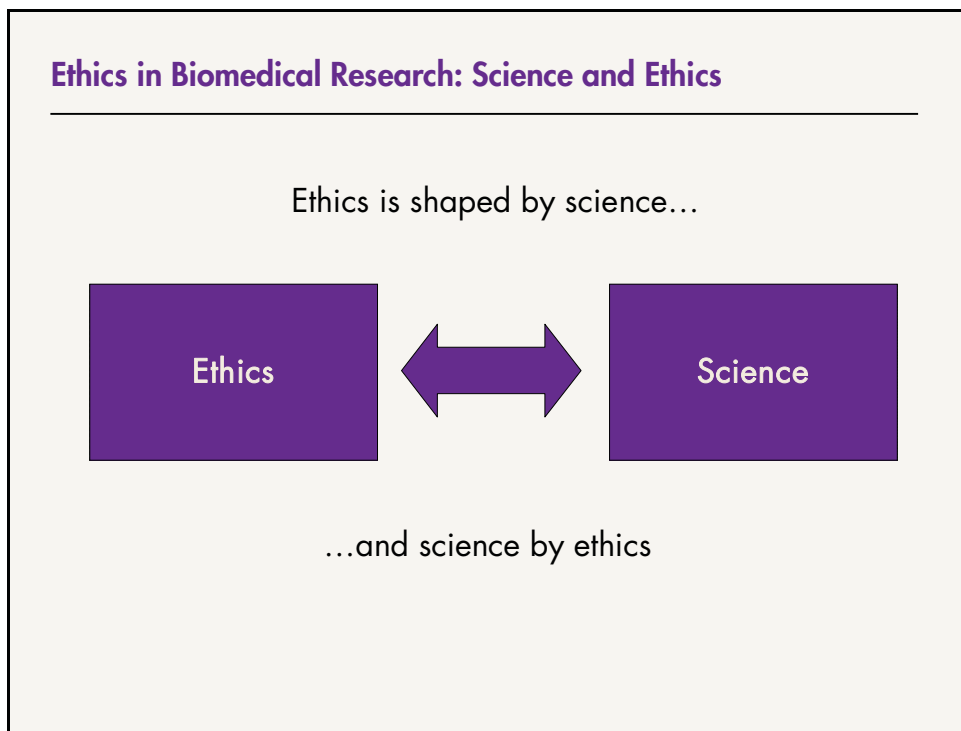 Ethics in Biomedical Research: Science and Ethics
Ethics is shaped by science…
Ethics
Science
…and science by ethics